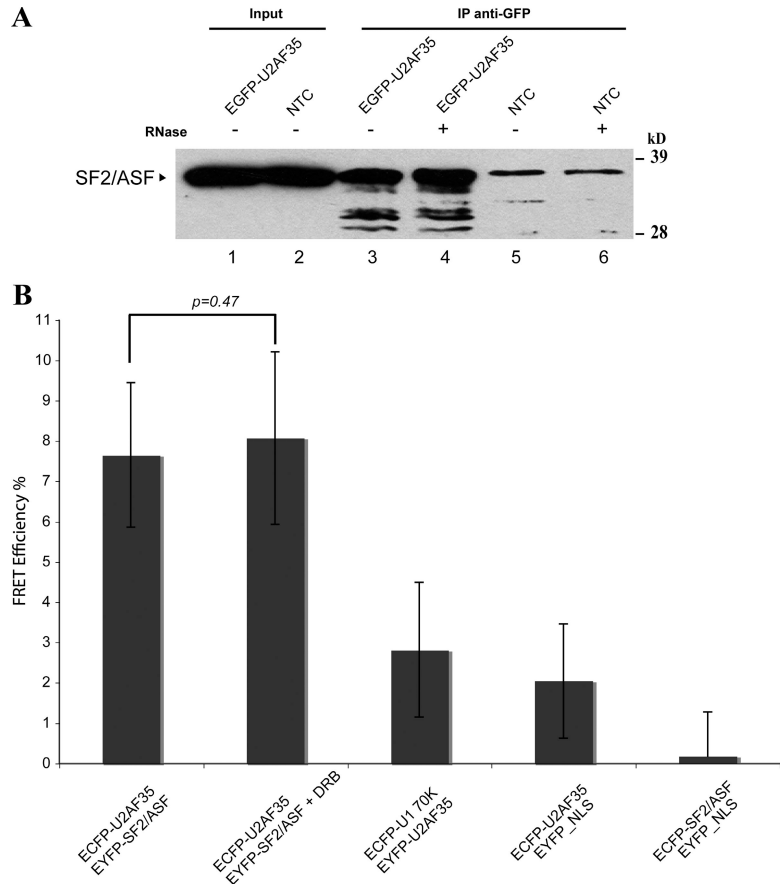 A
Input
IP anti-GFP
EGFP-U2AF35
NTC
EGFP-U2AF35
EGFP-U2AF35
NTC
NTC
RNase - - - + - +
kD
SF2/ASF
39
28
1 2 3 4 5 6
B
p=0.47
FRET Efficiency %
11
10
9
8
7
6
5
4
3
2
1
0
ECFP-U2AF35
EYFP-SF2/ASF
ECFP-U2AF35
EYFP-SF2/ASF + DRB
ECFP-U1 70K
EYFP-U2AF35
ECFP-U2AF35
EYFP_NLS
ECFP-SF2/ASF
EYFP_NLS